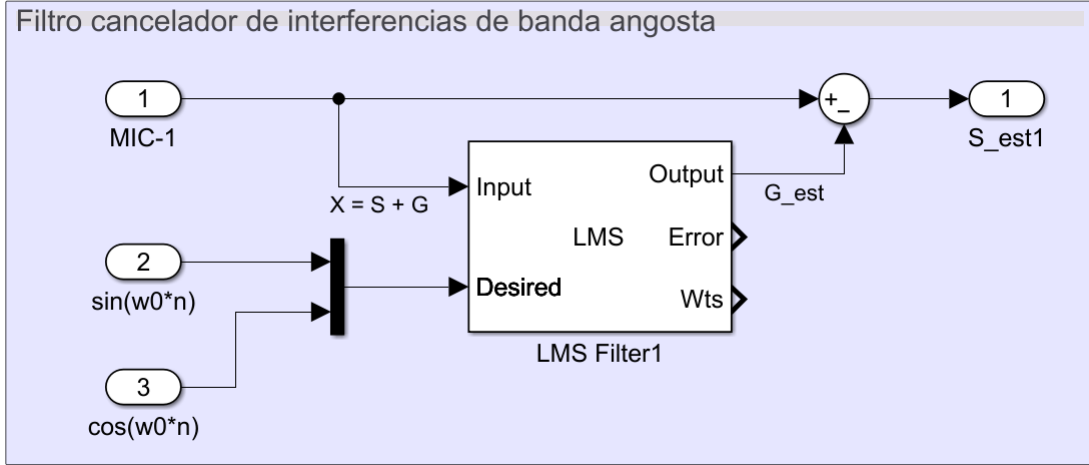 Filtro cancelador de interferencias de banda angosta
1
MIC-1
+
_
1
S_est1
X = S + G
Input
Output
G_est
LMS
Error
Desired
Wts
LMS Filter1
2
sin(w0*n)
3
cos(w0*n)